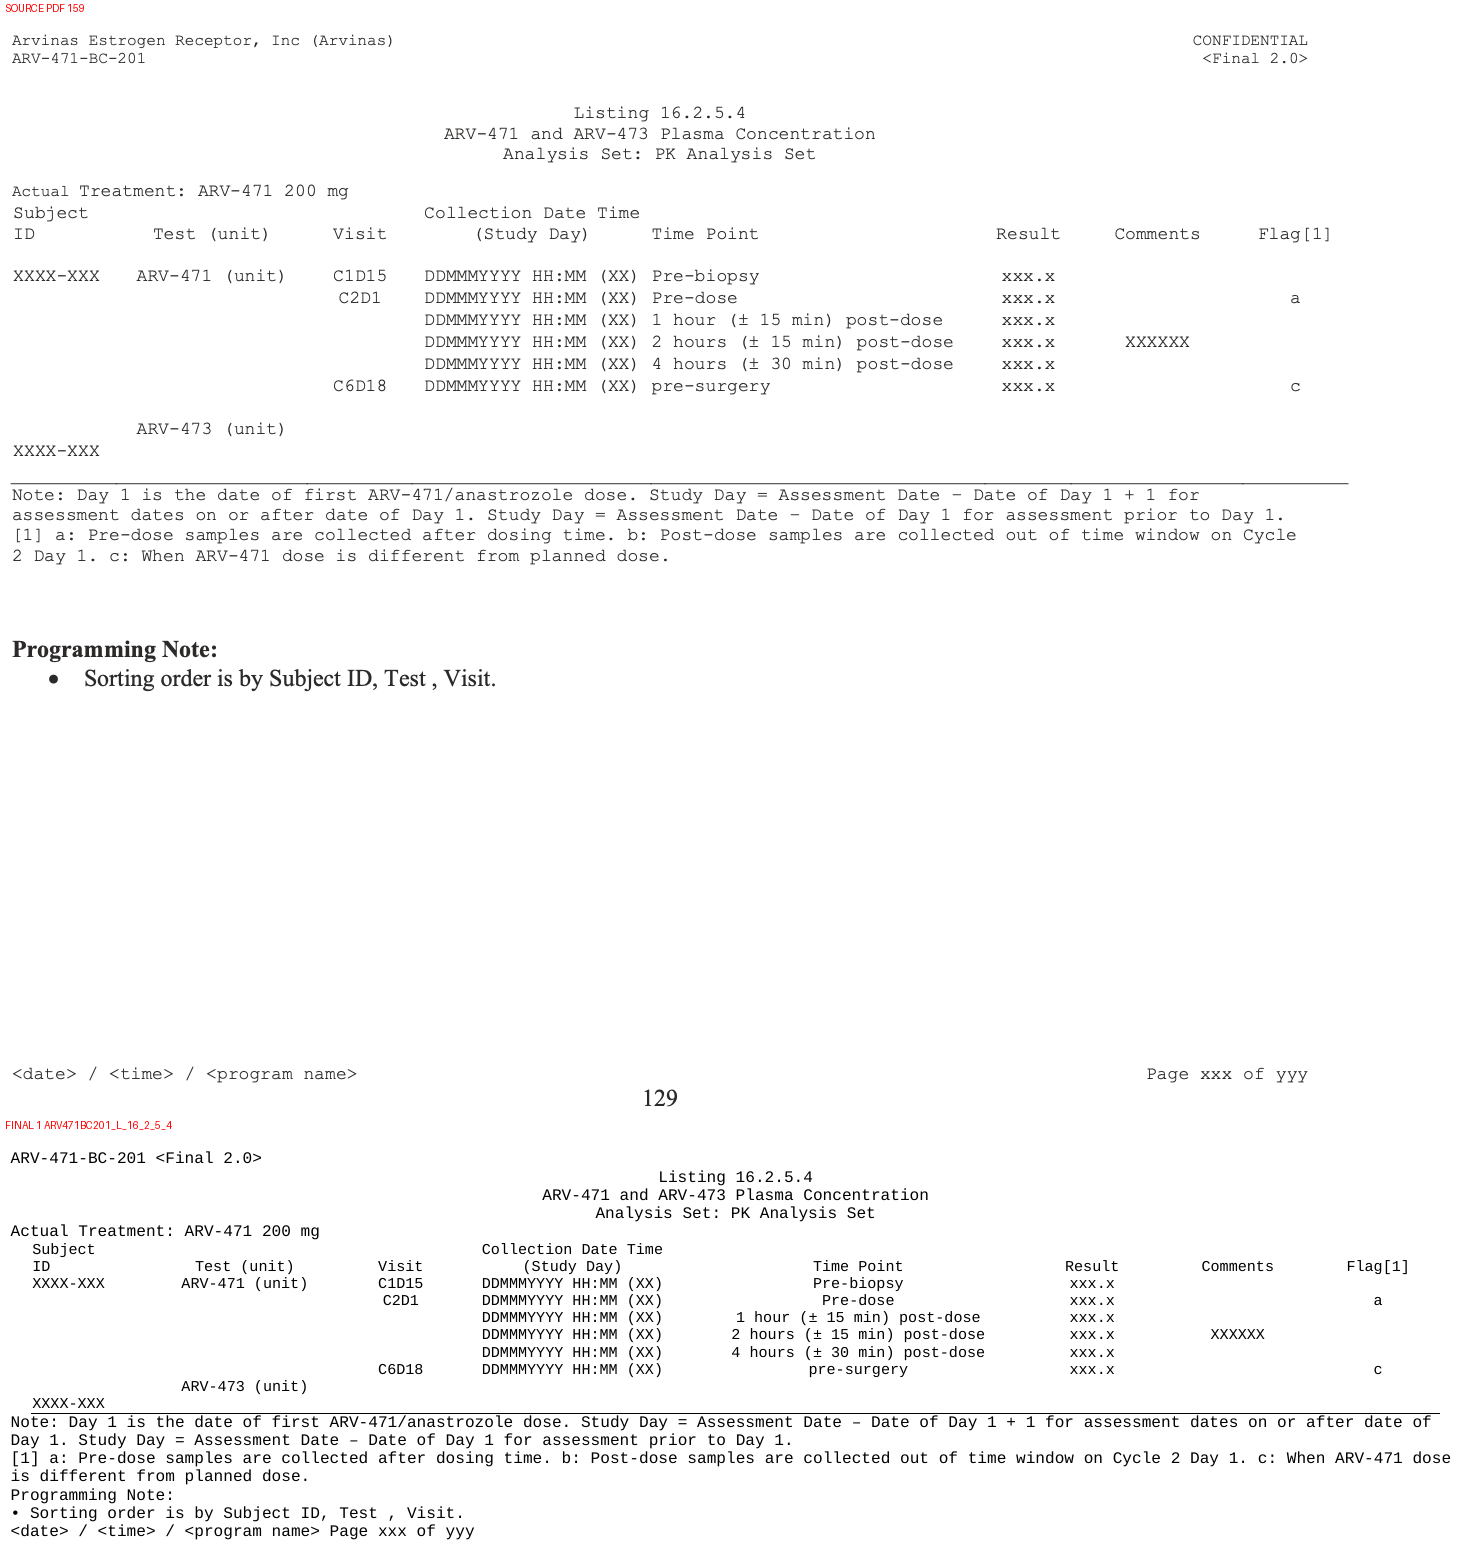 SOURCE PDF 159
Arvinas Estrogen Receptor, Inc (Arvinas) CONFIDENTIAL
ARV-471-BC-201 <Final 2.0>
Listing 16.2.5.4
ARV-471 and ARV-473 Plasma Concentration
Analysis Set: PK Analysis Set
Actual Treatment: ARV-471 200 mg
Subject Collection Date Time
ID Test (unit) Visit (Study Day) Time Point Result Comments Flag[1]
XXXX-XXX ARV-471 (unit) C1D15 DDMMMYYYY HH:MM (XX) Pre-biopsy xxx.x
C2D1 DDMMMYYYY HH:MM (XX) Pre-dose xxx.x a
DDMMMYYYY HH:MM (XX) 1 hour (± 15 min) post-dose xxx.x
DDMMMYYYY HH:MM (XX) 2 hours (± 15 min) post-dose xxx.x XXXXXX
DDMMMYYYY HH:MM (XX) 4 hours (± 30 min) post-dose xxx.x
C6D18 DDMMMYYYY HH:MM (XX) pre-surgery xxx.x c
ARV-473 (unit)
XXXX-XXX
Note: Day 1 is the date of first ARV-471/anastrozole dose. Study Day = Assessment Date – Date of Day 1 + 1 for
assessment dates on or after date of Day 1. Study Day = Assessment Date – Date of Day 1 for assessment prior to Day 1.
[1] a: Pre-dose samples are collected after dosing time. b: Post-dose samples are collected out of time window on Cycle
2 Day 1. c: When ARV-471 dose is different from planned dose.
Programming Note:
• Sorting order is by Subject ID, Test , Visit.
<date> / <time> / <program name> Page xxx of yyy
129
FINAL 1 ARV471BC201_L_16_2_5_4
ARV-471-BC-201 <Final 2.0>
Listing 16.2.5.4
ARV-471 and ARV-473 Plasma Concentration
Analysis Set: PK Analysis Set
Actual Treatment: ARV-471 200 mg
Subject Collection Date Time
ID Test (unit) Visit (Study Day) Time Point Result Comments Flag[1]
XXXX-XXX ARV-471 (unit) C1D15 DDMMMYYYY HH:MM (XX) Pre-biopsy xxx.x
C2D1 DDMMMYYYY HH:MM (XX) Pre-dose xxx.x a
DDMMMYYYY HH:MM (XX) 1 hour (± 15 min) post-dose xxx.x
DDMMMYYYY HH:MM (XX) 2 hours (± 15 min) post-dose xxx.x XXXXXX
DDMMMYYYY HH:MM (XX) 4 hours (± 30 min) post-dose xxx.x
C6D18 DDMMMYYYY HH:MM (XX) pre-surgery xxx.x c
ARV-473 (unit)
XXXX-XXX
Note: Day 1 is the date of first ARV-471/anastrozole dose. Study Day = Assessment Date – Date of Day 1 + 1 for assessment dates on or after date of
Day 1. Study Day = Assessment Date – Date of Day 1 for assessment prior to Day 1.
[1] a: Pre-dose samples are collected after dosing time. b: Post-dose samples are collected out of time window on Cycle 2 Day 1. c: When ARV-471 dose
is different from planned dose.
Programming Note:
• Sorting order is by Subject ID, Test , Visit.
<date> / <time> / <program name> Page xxx of yyy